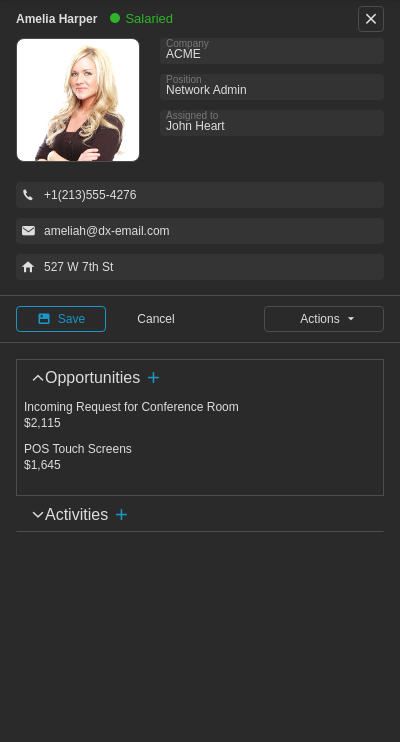 Amelia Harper
Salaried
Company
ACME
Position
Network Admin
Assigned to
John Heart
+1(213)555-4276
ameliah@dx-email.com
527 W 7th St
Save
Cancel
Actions
Opportunities
Incoming Request for Conference Room
$2,115
POS Touch Screens
$1,645
Activities